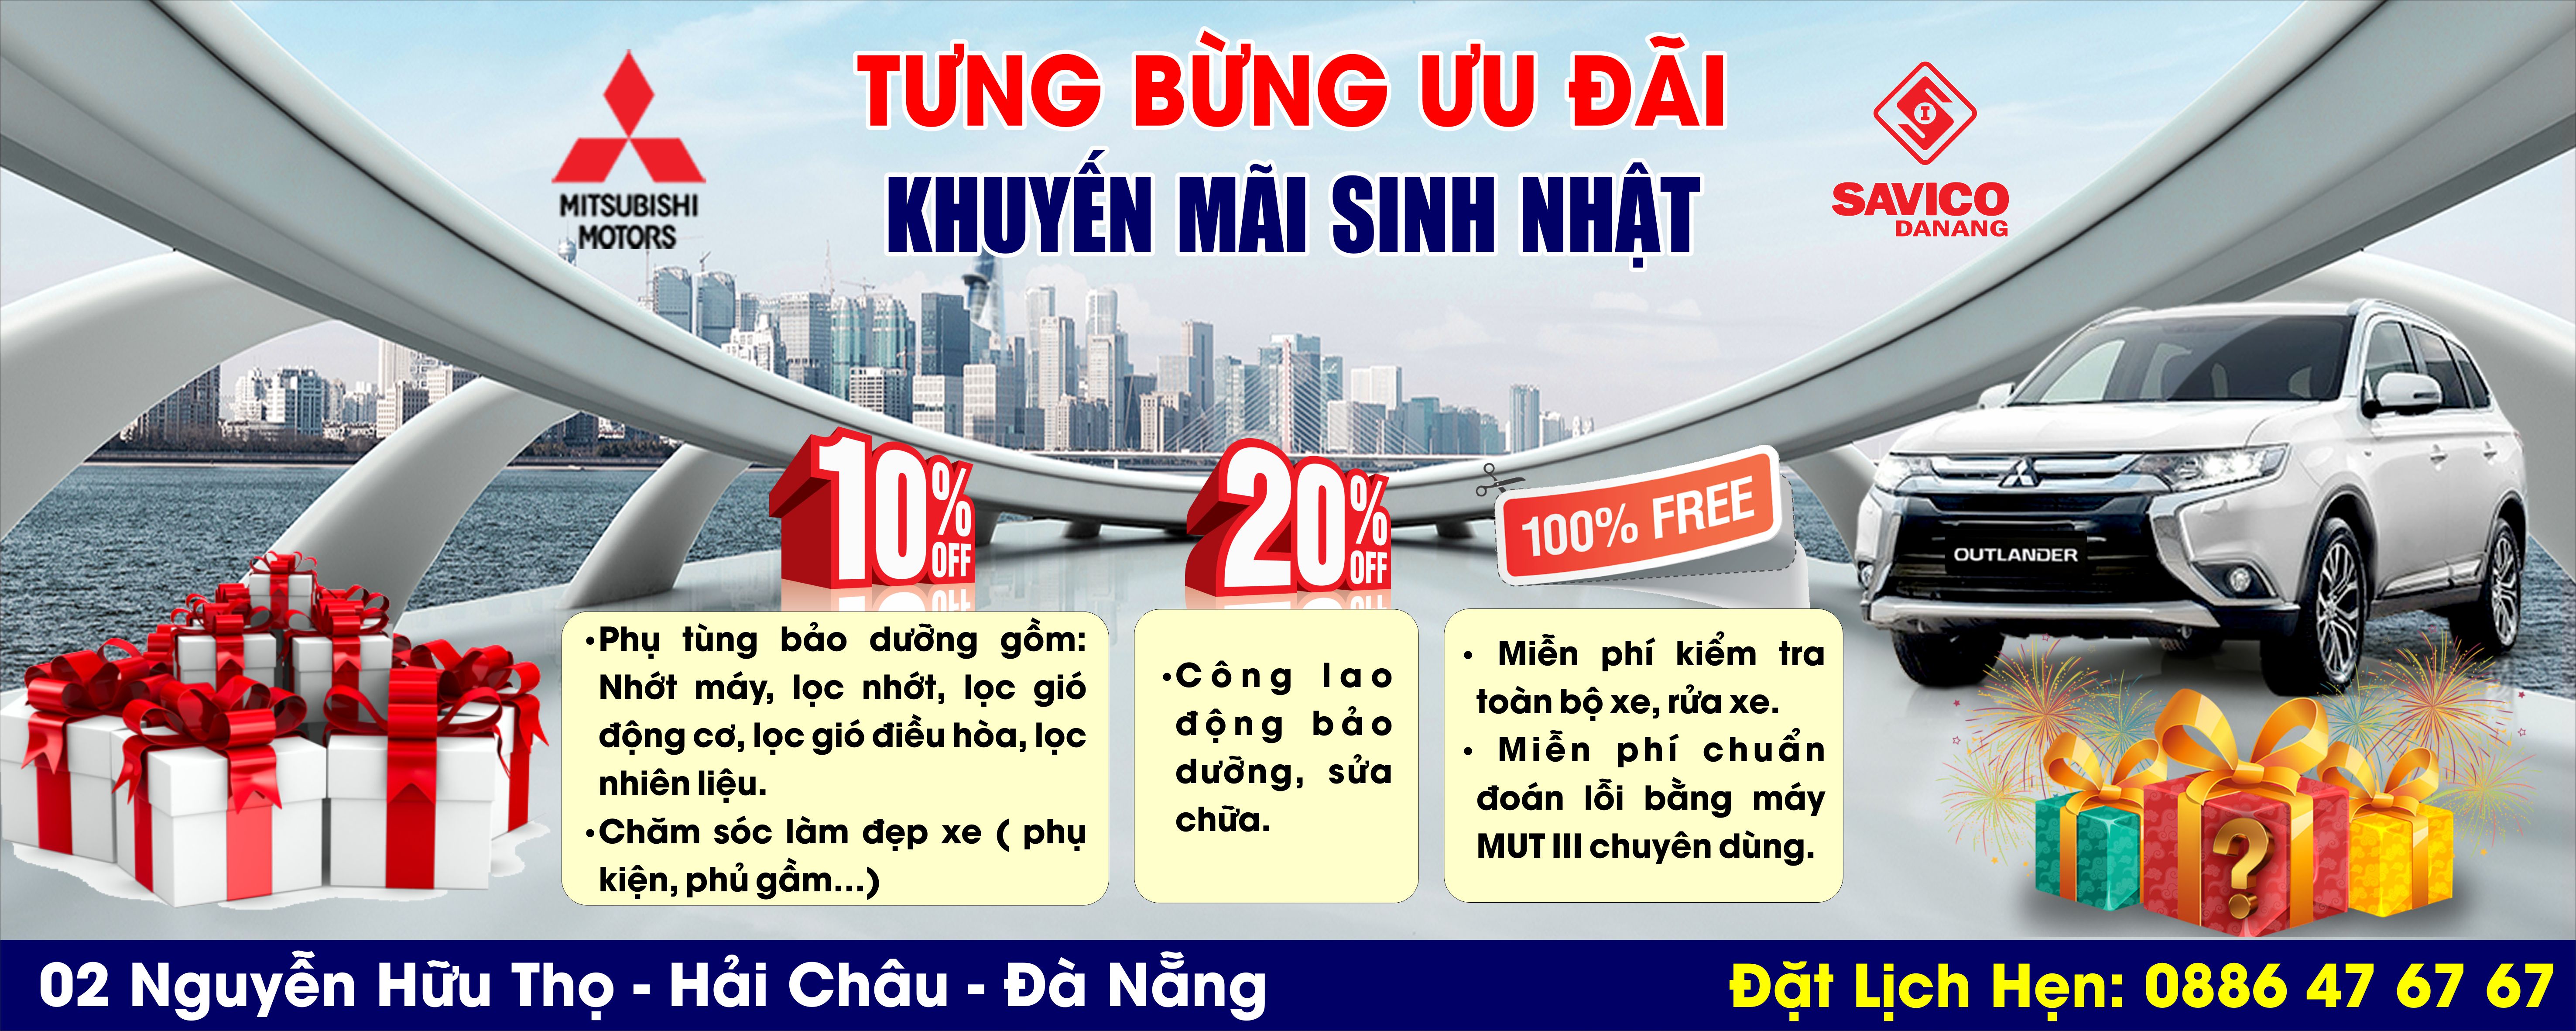 TƯNG BỪNG ƯU ĐÃI
KHUYẾN MÃI SINH NHẬT
MITSUBISHI
MOTORS
SAVICO
DANANG
10% OFF
20% OFF
100% FREE
OUTLANDER
•Phụ tùng bảo dưỡng gồm:
Nhớt máy, lọc nhớt, lọc gió
động cơ, lọc gió điều hòa, lọc
nhiên liệu.
•Chăm sóc làm đẹp xe ( phụ
kiện, phủ gầm...)
•Công lao
động bảo
dưỡng, sửa
chữa.
• Miễn phí kiểm tra
toàn bộ xe, rửa xe.
• Miễn phí chuẩn
đoán lỗi bằng máy
MUT III chuyên dùng.
?
02 Nguyễn Hữu Thọ - Hải Châu - Đà Nẵng
Đặt Lịch Hẹn: 0886 47 67 67